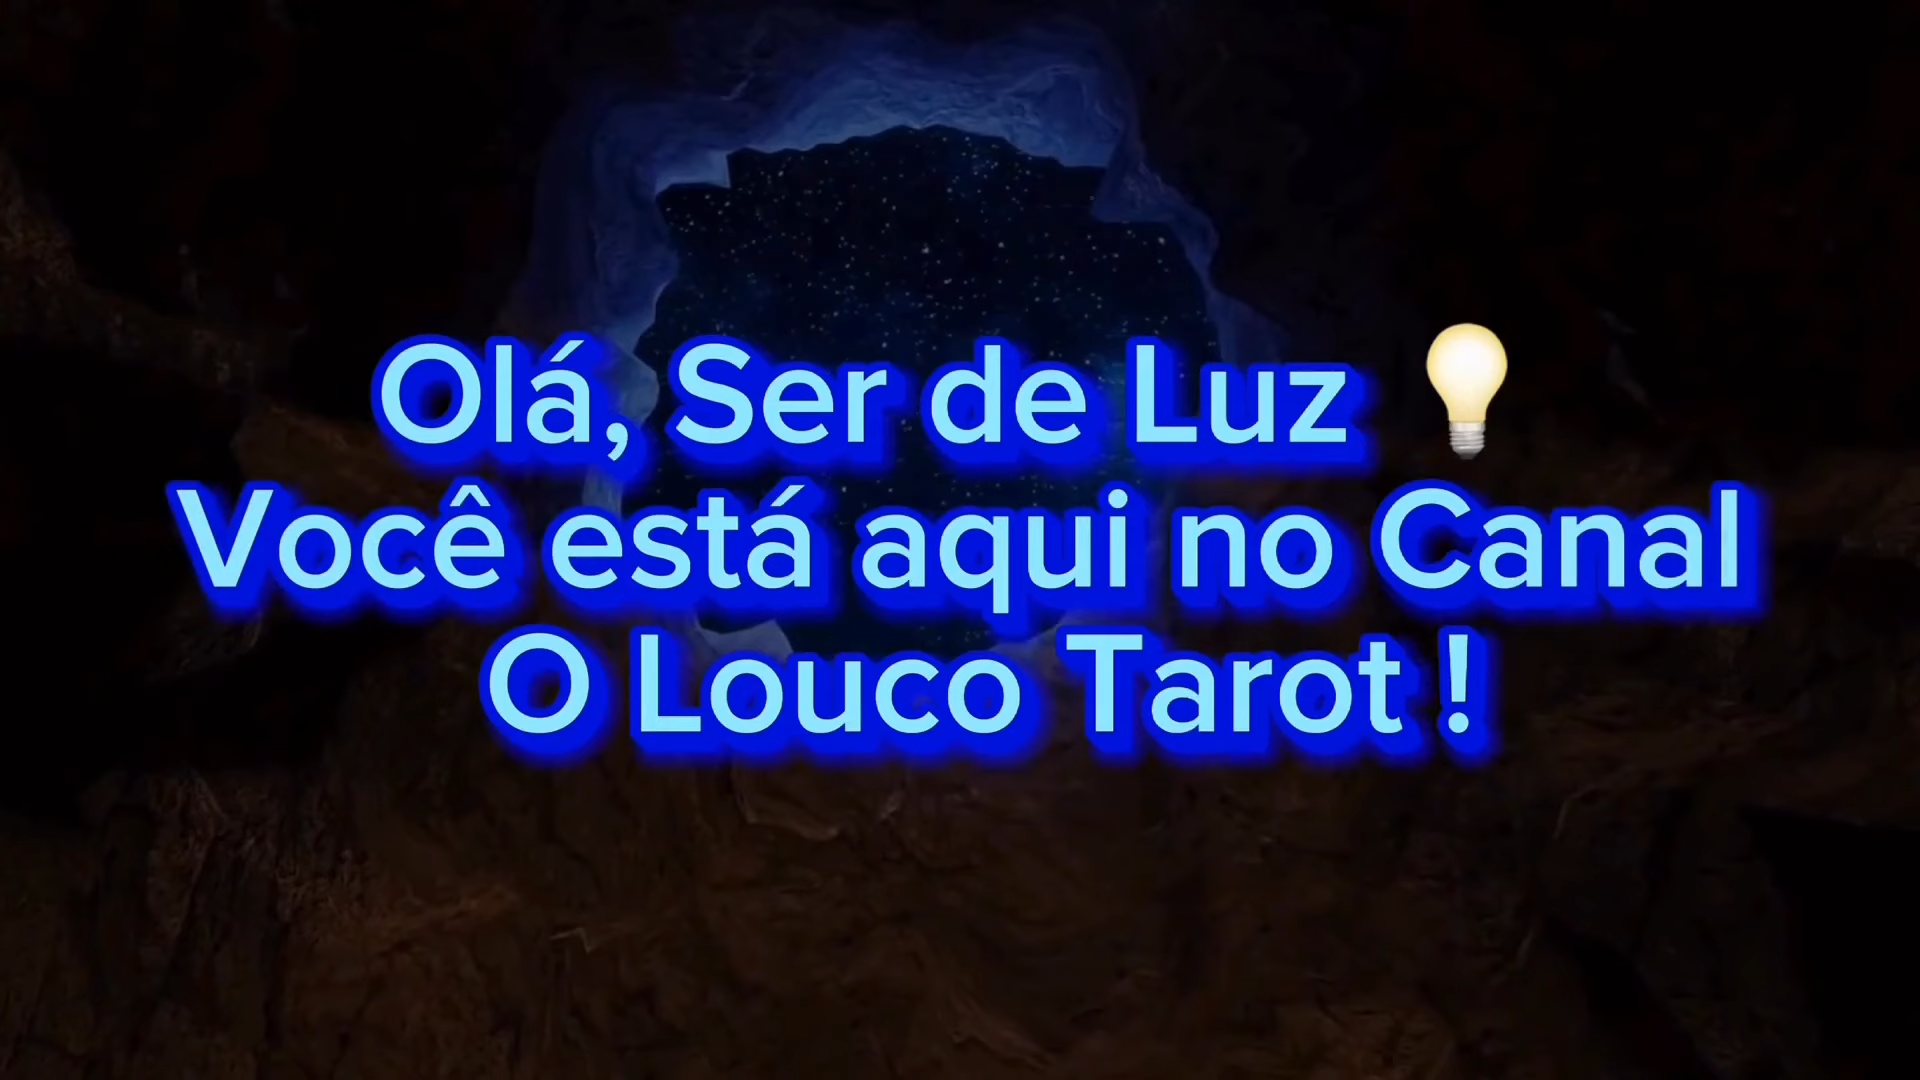 Olá, Ser de Luz 💡
Você está aqui no Canal
O Louco Tarot !